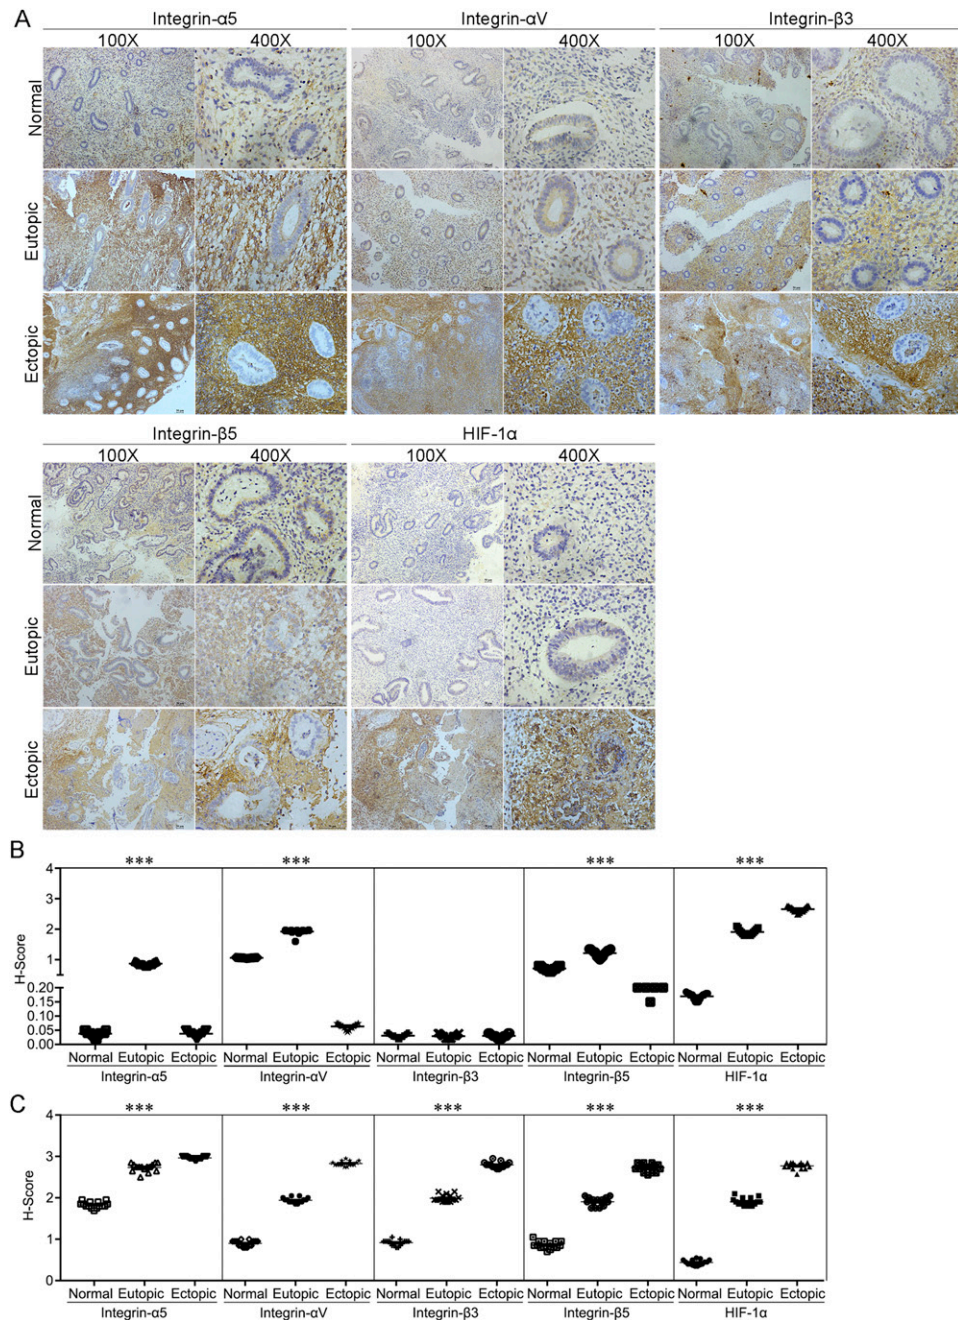 A
Integrin-α5 Integrin-αV Integrin-β3
100X 400X 100X 400X 100X 400X
Normal
Eutopic
Ectopic
Integrin-β5 HIF-1α
100X 400X 100X 400X
Normal
Eutopic
Ectopic
B
*** *** *** ***
H-Score
4
3
2
1
0.20
0.15
0.10
0.05
0.00
Normal Eutopic Ectopic Normal Eutopic Ectopic Normal Eutopic Ectopic Normal Eutopic Ectopic Normal Eutopic Ectopic
Integrin-α5 Integrin-αV Integrin-β3 Integrin-β5 HIF-1α
C
*** *** *** *** ***
H-Score
4
3
2
1
0
Normal Eutopic Ectopic Normal Eutopic Ectopic Normal Eutopic Ectopic Normal Eutopic Ectopic Normal Eutopic Ectopic
Integrin-α5 Integrin-αV Integrin-β3 Integrin-β5 HIF-1α